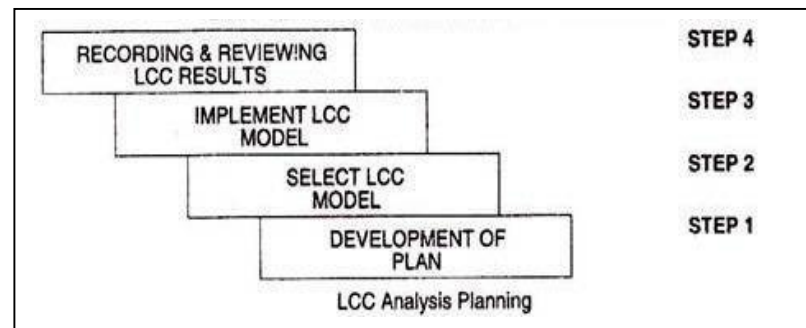 RECORDING & REVIEWING
LCC RESULTS
STEP 4
IMPLEMENT LCC
MODEL
STEP 3
SELECT LCC
MODEL
STEP 2
DEVELOPMENT OF
PLAN
STEP 1
LCC Analysis Planning